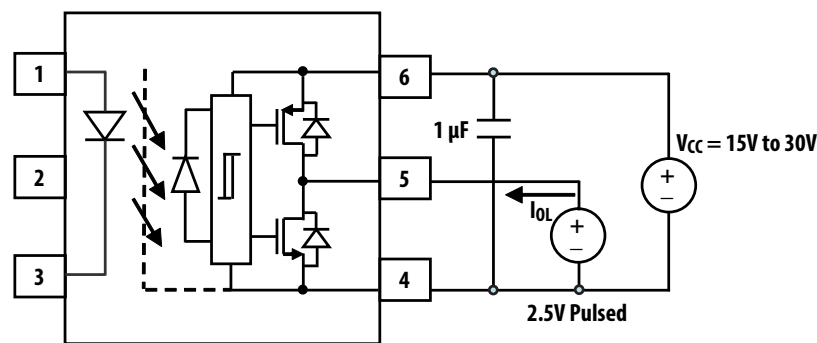 1
2
3
6
5
4
1 µF
IOL
VCC = 15V to 30V
+
–
+
–
2.5V Pulsed